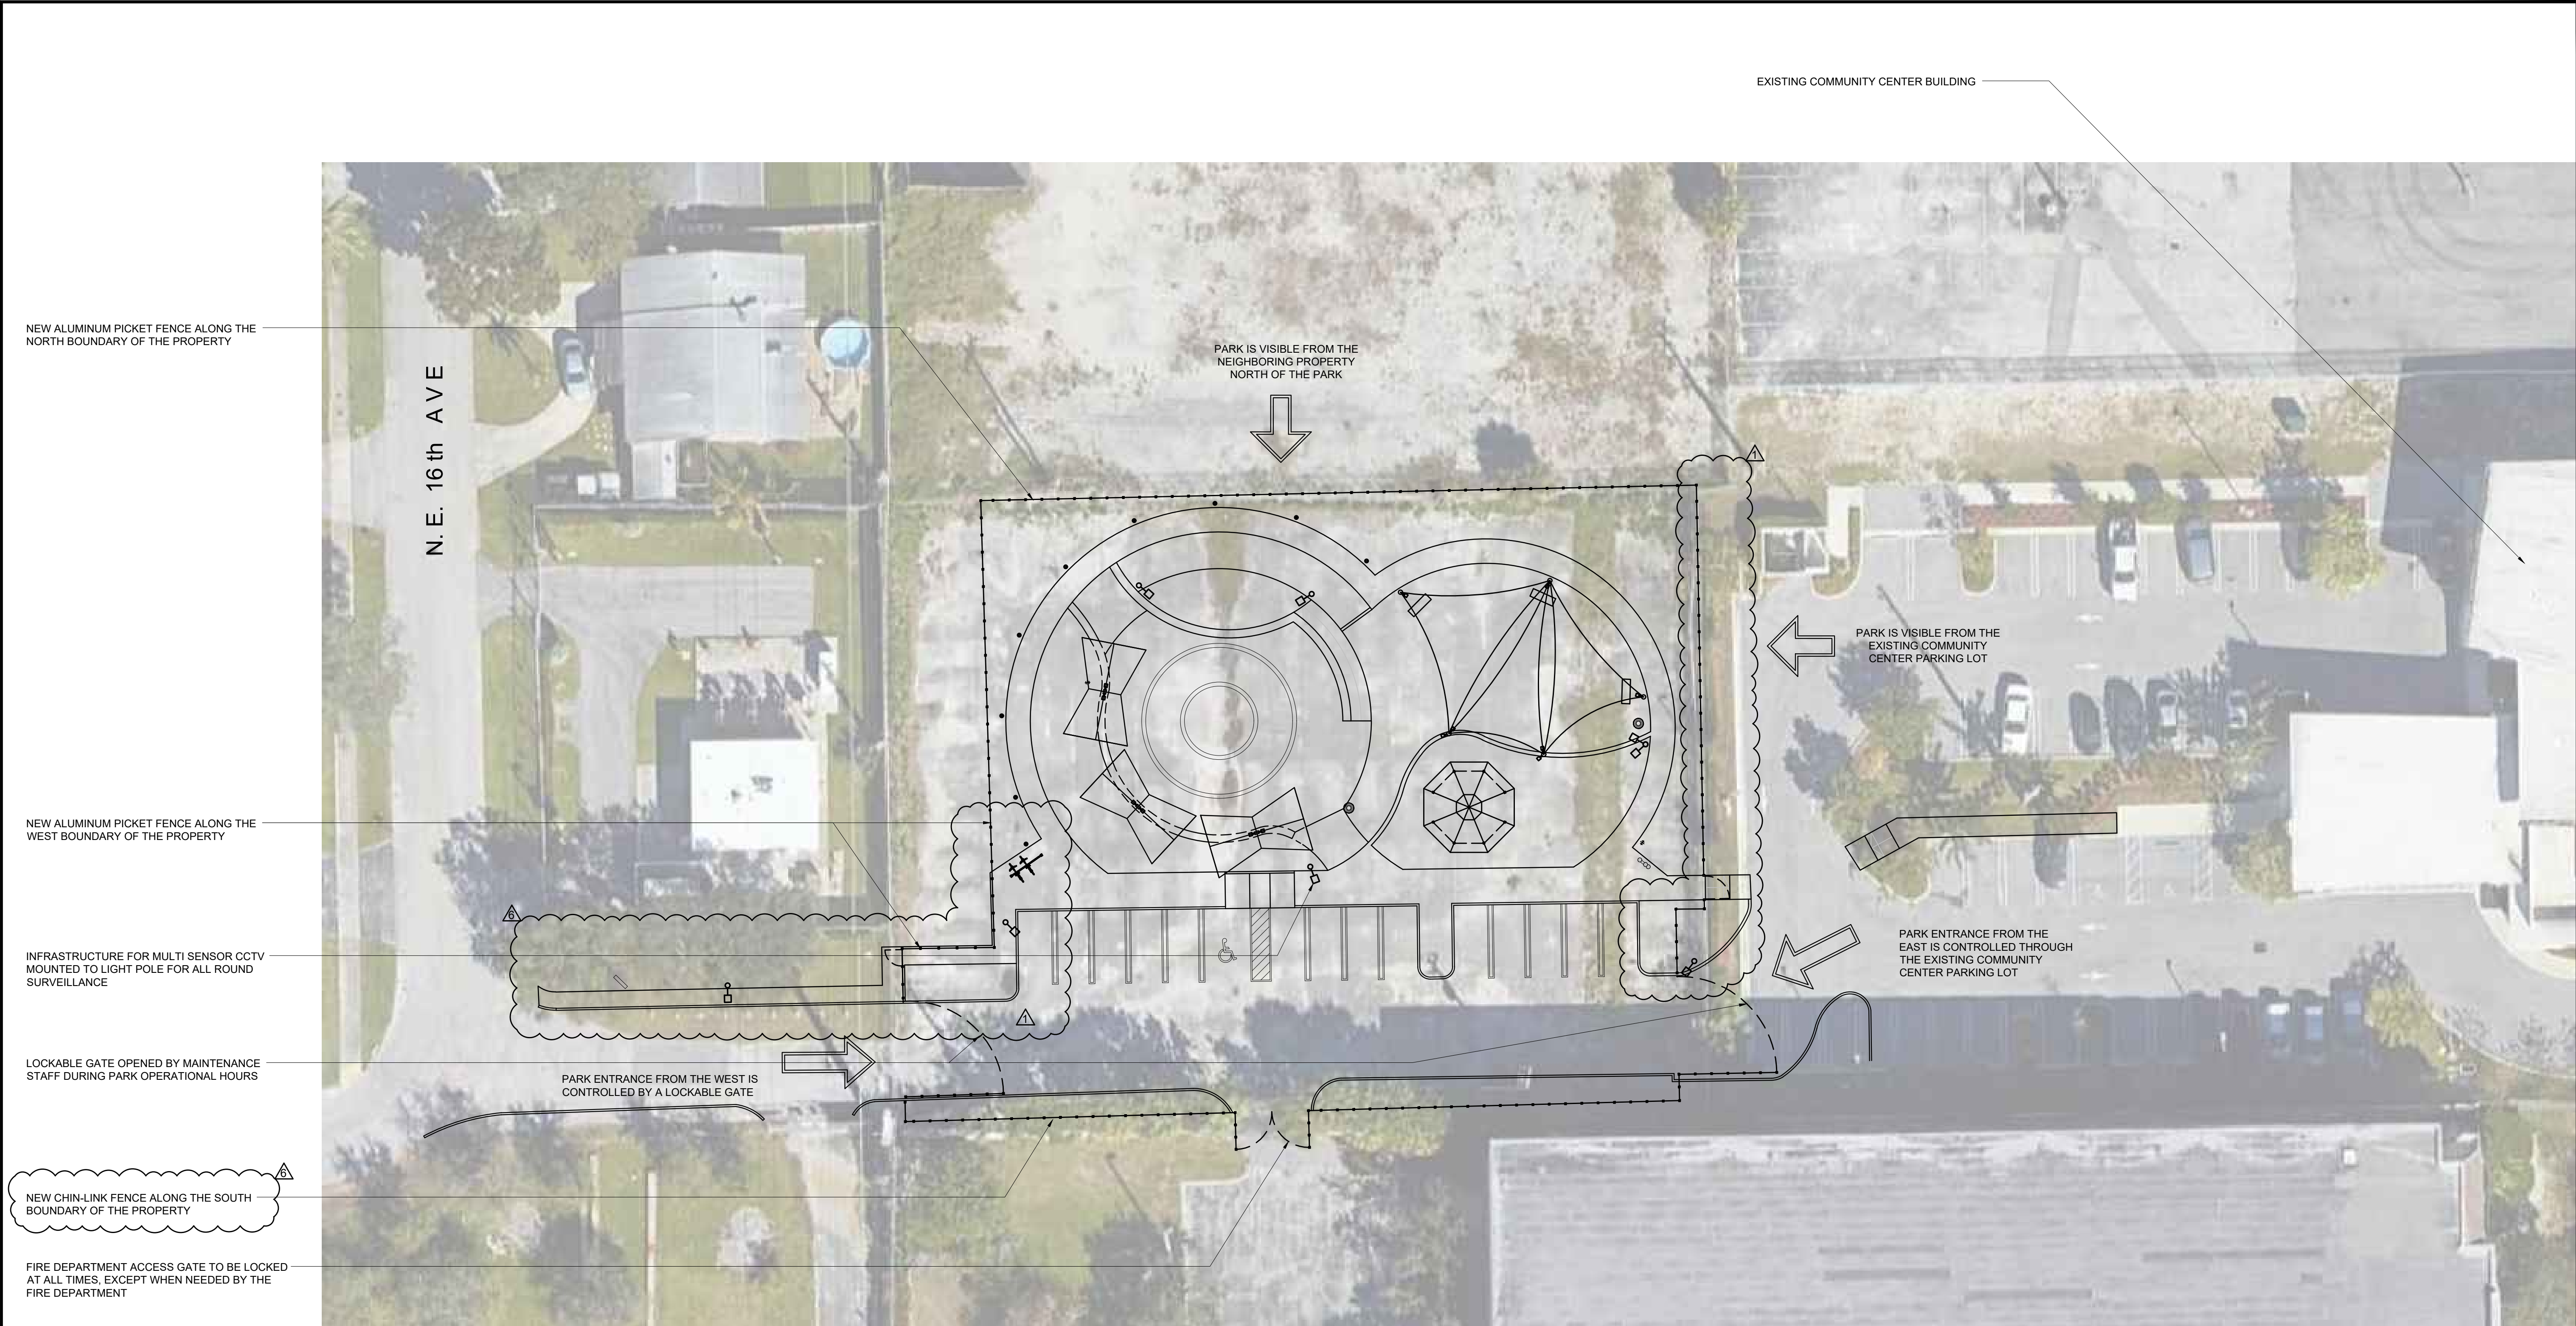 EXISTING COMMUNITY CENTER BUILDING
NEW ALUMINUM PICKET FENCE ALONG THE
NORTH BOUNDARY OF THE PROPERTY
N. E. 16th AVE
PARK IS VISIBLE FROM THE
NEIGHBORING PROPERTY
NORTH OF THE PARK
1
PARK IS VISIBLE FROM THE
EXISTING COMMUNITY
CENTER PARKING LOT
NEW ALUMINUM PICKET FENCE ALONG THE
WEST BOUNDARY OF THE PROPERTY
6
INFRASTRUCTURE FOR MULTI SENSOR CCTV
MOUNTED TO LIGHT POLE FOR ALL ROUND
SURVEILLANCE
PARK ENTRANCE FROM THE
EAST IS CONTROLLED THROUGH
THE EXISTING COMMUNITY
CENTER PARKING LOT
1
LOCKABLE GATE OPENED BY MAINTENANCE
STAFF DURING PARK OPERATIONAL HOURS
PARK ENTRANCE FROM THE WEST IS
CONTROLLED BY A LOCKABLE GATE
6
NEW CHIN-LINK FENCE ALONG THE SOUTH
BOUNDARY OF THE PROPERTY
FIRE DEPARTMENT ACCESS GATE TO BE LOCKED
AT ALL TIMES, EXCEPT WHEN NEEDED BY THE
FIRE DEPARTMENT